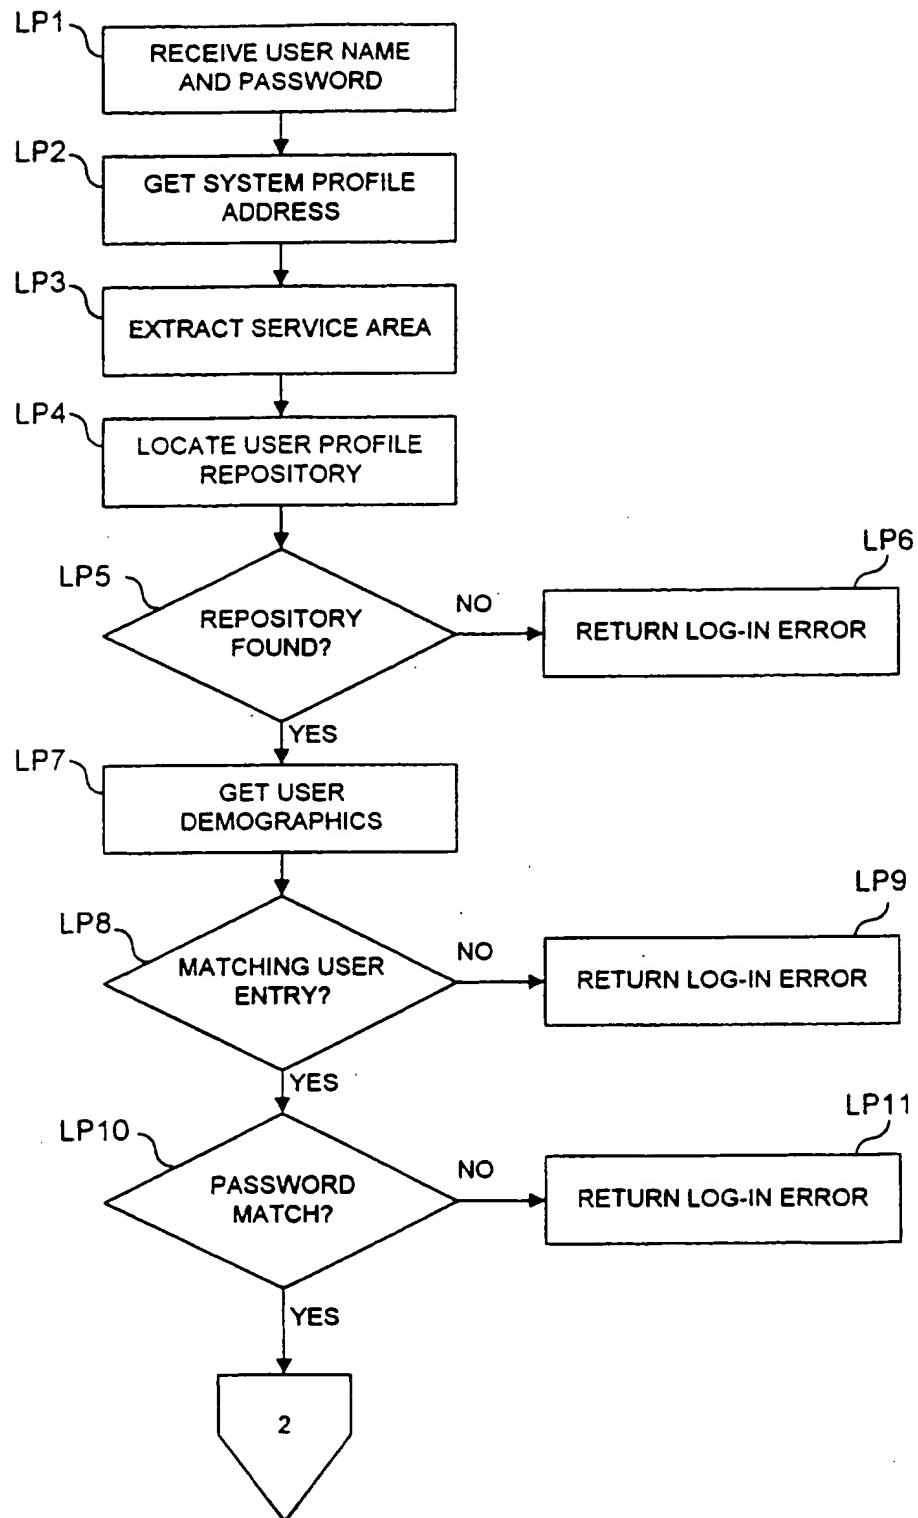 LP1
RECEIVE USER NAME
AND PASSWORD
LP2
GET SYSTEM PROFILE
ADDRESS
LP3
EXTRACT SERVICE AREA
LP4
LOCATE USER PROFILE
REPOSITORY
LP5
REPOSITORY
FOUND?
NO
LP6
RETURN LOG-IN ERROR
YES
LP7
GET USER
DEMOGRAPHICS
LP8
MATCHING USER
ENTRY?
NO
LP9
RETURN LOG-IN ERROR
YES
LP10
PASSWORD
MATCH?
NO
LP11
RETURN LOG-IN ERROR
YES
2